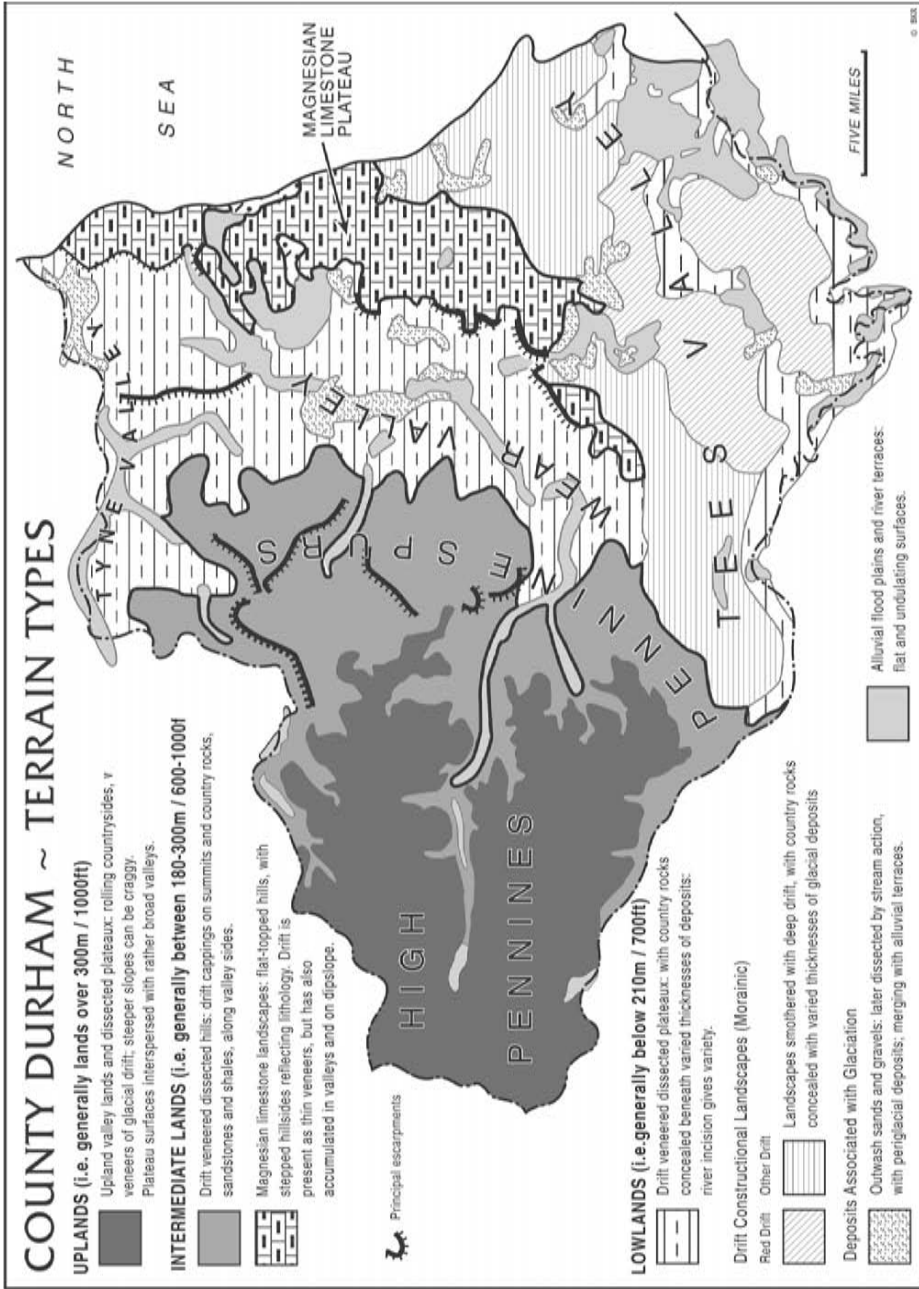 COUNTY DURHAM ~ TERRAIN TYPES
UPLANDS (i.e. generally lands over 300m / 1000ft)
Upland valley lands and dissected plateaux: rolling countrysides, v
veneers of glacial drift; steeper slopes can be craggy.
Plateau surfaces interspersed with rather broad valleys.
INTERMEDIATE LANDS (i.e. generally between 180-300m / 600-1000f
Drift veneered dissected hills: drift cappings on summits and country rocks,
sandstones and shales, along valley sides.
Magnesian limestone landscapes: flat-topped hills, with
stepped hillsides reflecting lithology. Drift is
present as thin veneers, but has also
accumulated in valleys and on dipslope.
Principal escarpments
LOWLANDS (i.e.generally below 210m / 700ft)
Drift veneered dissected plateaux: with country rocks
concealed beneath varied thicknesses of deposits:
river incision gives variety.
Drift Constructional Landscapes (Morainic)
Red Drift Other Drift
Landscapes smothered with deep drift, with country rocks
concealed with varied thicknesses of glacial deposits
Deposits Associated with Glaciation
Outwash sands and gravels: later dissected by stream action,
with periglacial deposits; merging with alluvial terraces.
Alluvial flood plains and river terraces:
flat and undulating surfaces.
NORTH
SEA
MAGNESIAN
LIMESTONE
PLATEAU
TYNE VALLEY
HIGH
PENNINES
PENNINE
SPURS
WEAR VALLEY
TEES VALLEY
FIVE MILES